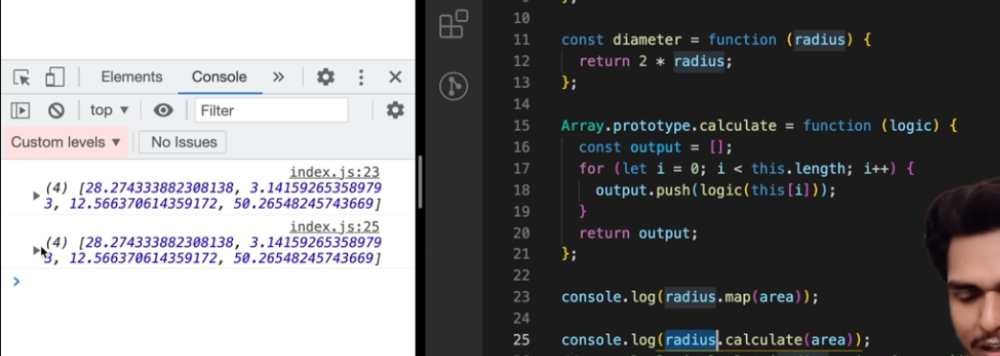 Elements Console »
top ▼ Filter
Custom levels ▼ No Issues
index.js:23
(4) [28.274333882308138, 3.14159265358979
3, 12.566370614359172, 50.26548245743669]
index.js:25
(4) [28.274333882308138, 3.14159265358979
3, 12.566370614359172, 50.26548245743669]
>
10
11 const diameter = function (radius) {
12 return 2 * radius;
13 };
14
15 Array.prototype.calculate = function (logic) {
16 const output = [];
17 for (let i = 0; i < this.length; i++) {
18 output.push(logic(this[i]));
19 }
20 return output;
21 };
22
23 console.log(radius.map(area));
24
25 console.log(radius.calculate(area));